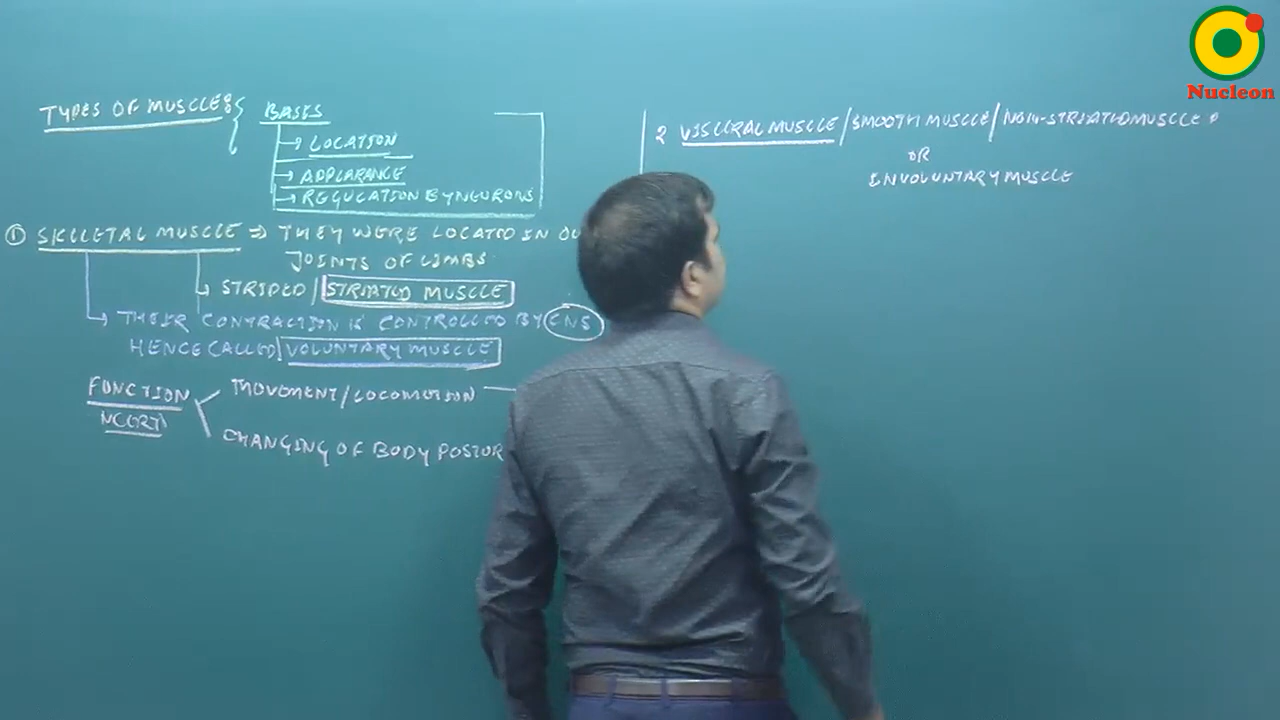 TYPES OF MUSCLE:
BASES
→ LOCATION
→ APPEARANCE
→ REGULATION BY NEURONS
① SKELETAL MUSCLE ⇒ THEY WERE LOCATED IN
JOINTS OF LIMBS
STRIPED / STRIATED MUSCLE
→ THEIR CONTRACTION IS CONTROLLED BY CNS
HENCE CALLED VOLUNTARY MUSCLE
FUNCTION
NCERT
MOVEMENT/LOCOMOTION
CHANGING OF BODY POSTUR
2 VISCERAL MUSCLE / SMOOTH MUSCLE / NON-STRIATED MUSCLE
OR
INVOLUNTARY MUSCLE
Nucleon